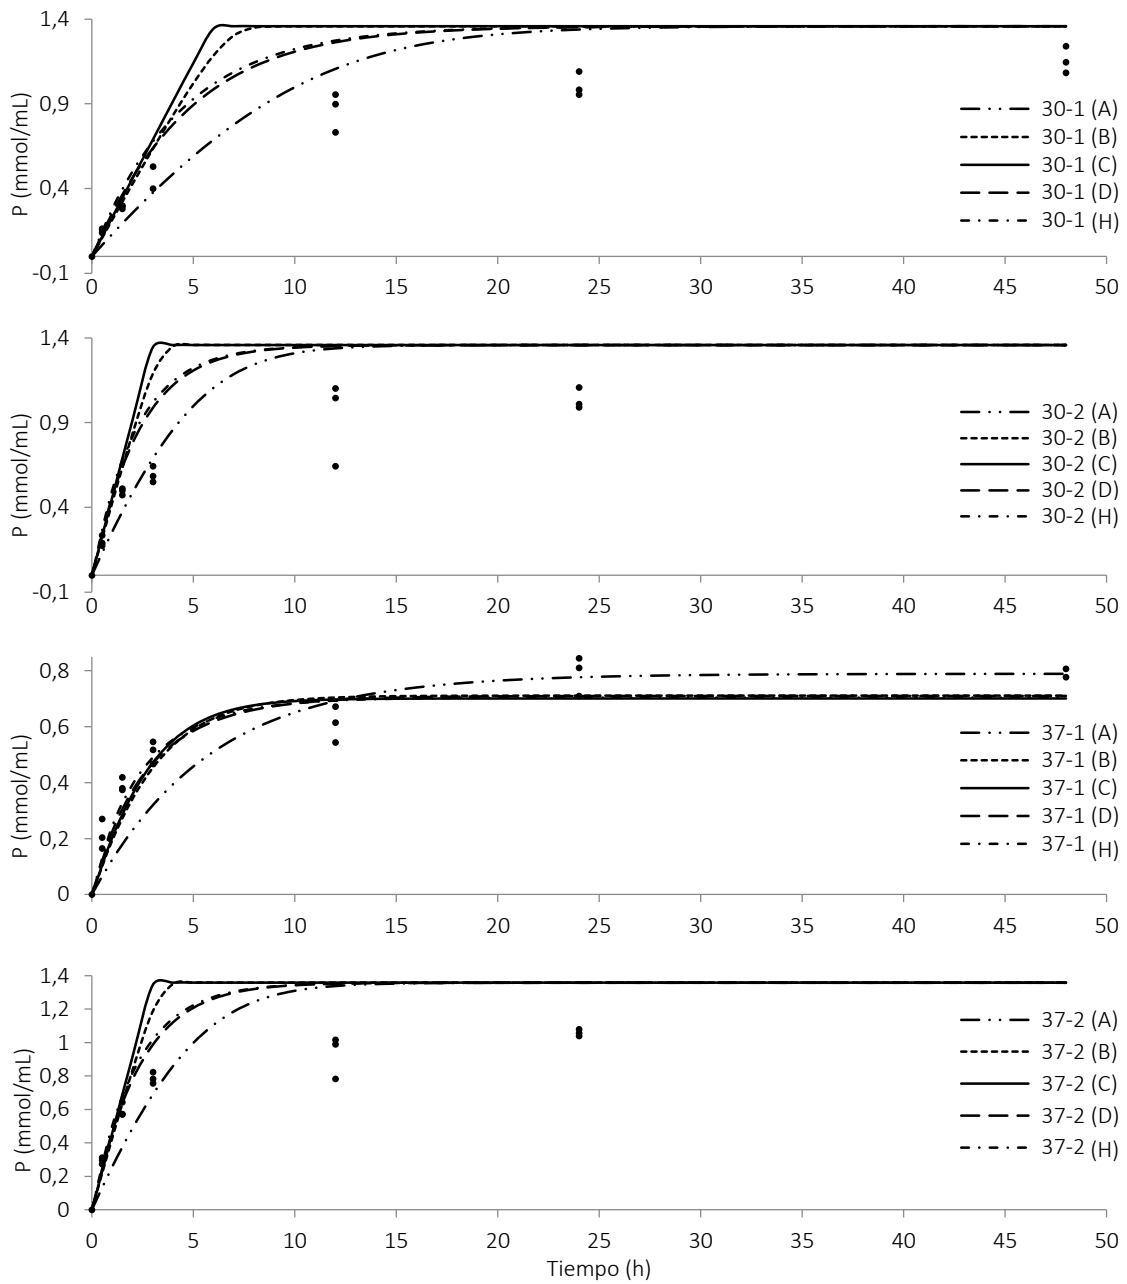 1,4
0,9
0,4
-0,1
P (mmol/mL)
0 5 10 15 20 25 30 35 40 45 50
30-1 (A)
30-1 (B)
30-1 (C)
30-1 (D)
30-1 (H)
1,4
0,9
0,4
-0,1
P (mmol/mL)
0 5 10 15 20 25 30 35 40 45 50
30-2 (A)
30-2 (B)
30-2 (C)
30-2 (D)
30-2 (H)
0,8
0,6
0,4
0,2
0
P (mmol/mL)
0 5 10 15 20 25 30 35 40 45 50
37-1 (A)
37-1 (B)
37-1 (C)
37-1 (D)
37-1 (H)
1,4
1,2
1
0,8
0,6
0,4
0,2
0
P (mmol/mL)
0 5 10 15 20 25 30 35 40 45 50
37-2 (A)
37-2 (B)
37-2 (C)
37-2 (D)
37-2 (H)
Tiempo (h)